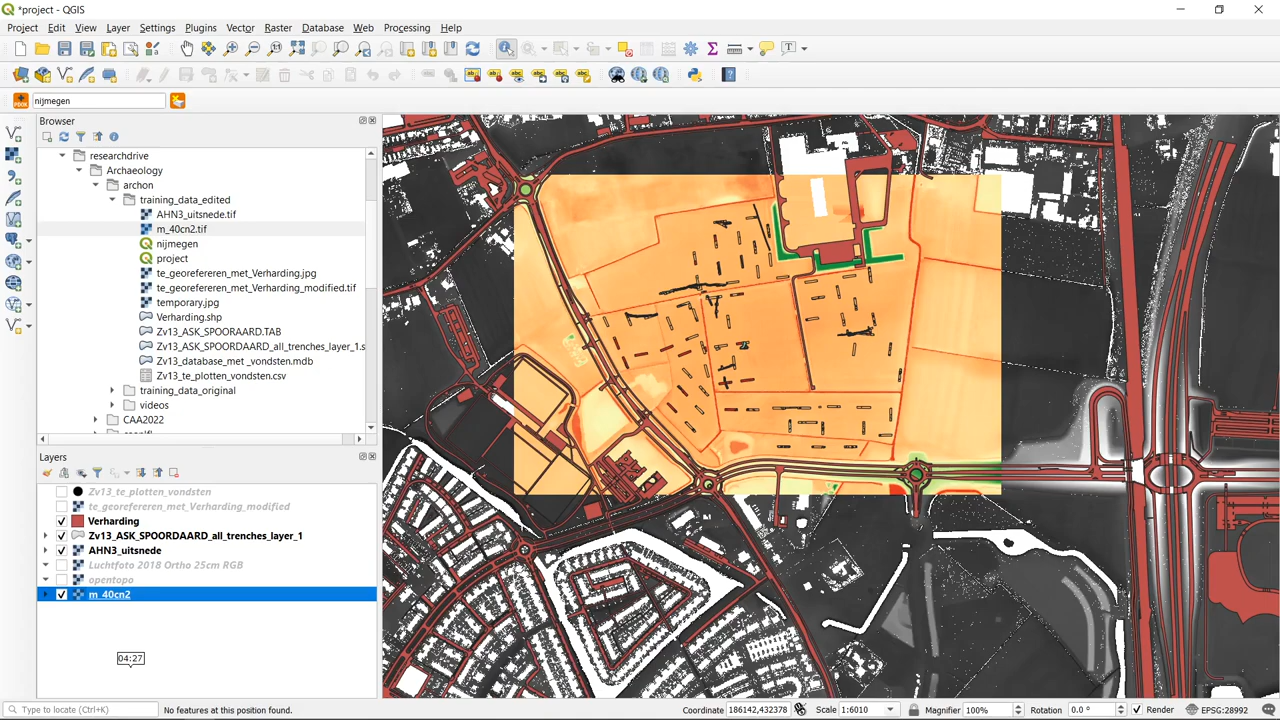 *project — QGIS
Project Edit View Layer Settings Plugins Vector Raster Database Web Processing Help
nijmegen
Browser
researchdrive
Archaeology
archon
training_data_edited
AHN3_uitsnede.tif
m_40cn2.tif
nijmegen
project
te_georefereren_met_Verharding.jpg
te_georefereren_met_Verharding_modified.tif
temporary.jpg
Verharding.shp
Zv13_ASK_SPOORAARD.TAB
Zv13_ASK_SPOORAARD_all_trenches_layer_1.s
Zv13_database_met _vondsten.mdb
Zv13_te_plotten_vondsten.csv
training_data_original
videos
CAA2022
Layers
Zv13_te_plotten_vondsten
te_georefereren_met_Verharding_modified
Verharding
Zv13_ASK_SPOORDAARD_all_trenches_layer_1
AHN3_uitsnede
Luchtfoto 2018 Ortho 25cm RGB
opentopo
m_40cn2
04:27
Type to locate (Ctrl+K) No features at this position found. Coordinate 186142,432378 Scale 1:6010 Magnifier 100% Rotation 0.0 ° Render EPSG:28992